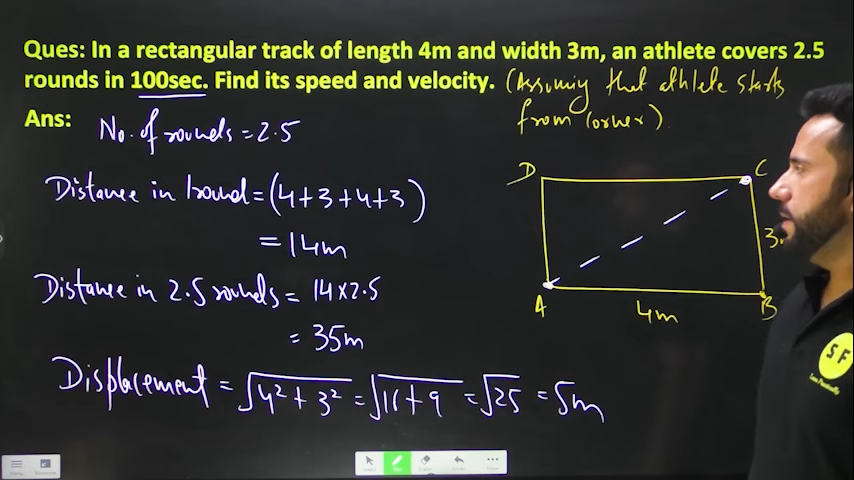 Ques: In a rectangular track of length 4m and width 3m, an athlete covers 2.5
rounds in 100sec. Find its speed and velocity. (Assuming that athlete starts
from corner)
Ans: No. of rounds = 2.5
Distance in 1 round = (4+3+4+3)
= 14m
Distance in 2.5 rounds = 14×2.5
= 35m
Displacement = √4²+3² = √16+9 = √25 = 5m
D C
3
A B
4m
SF